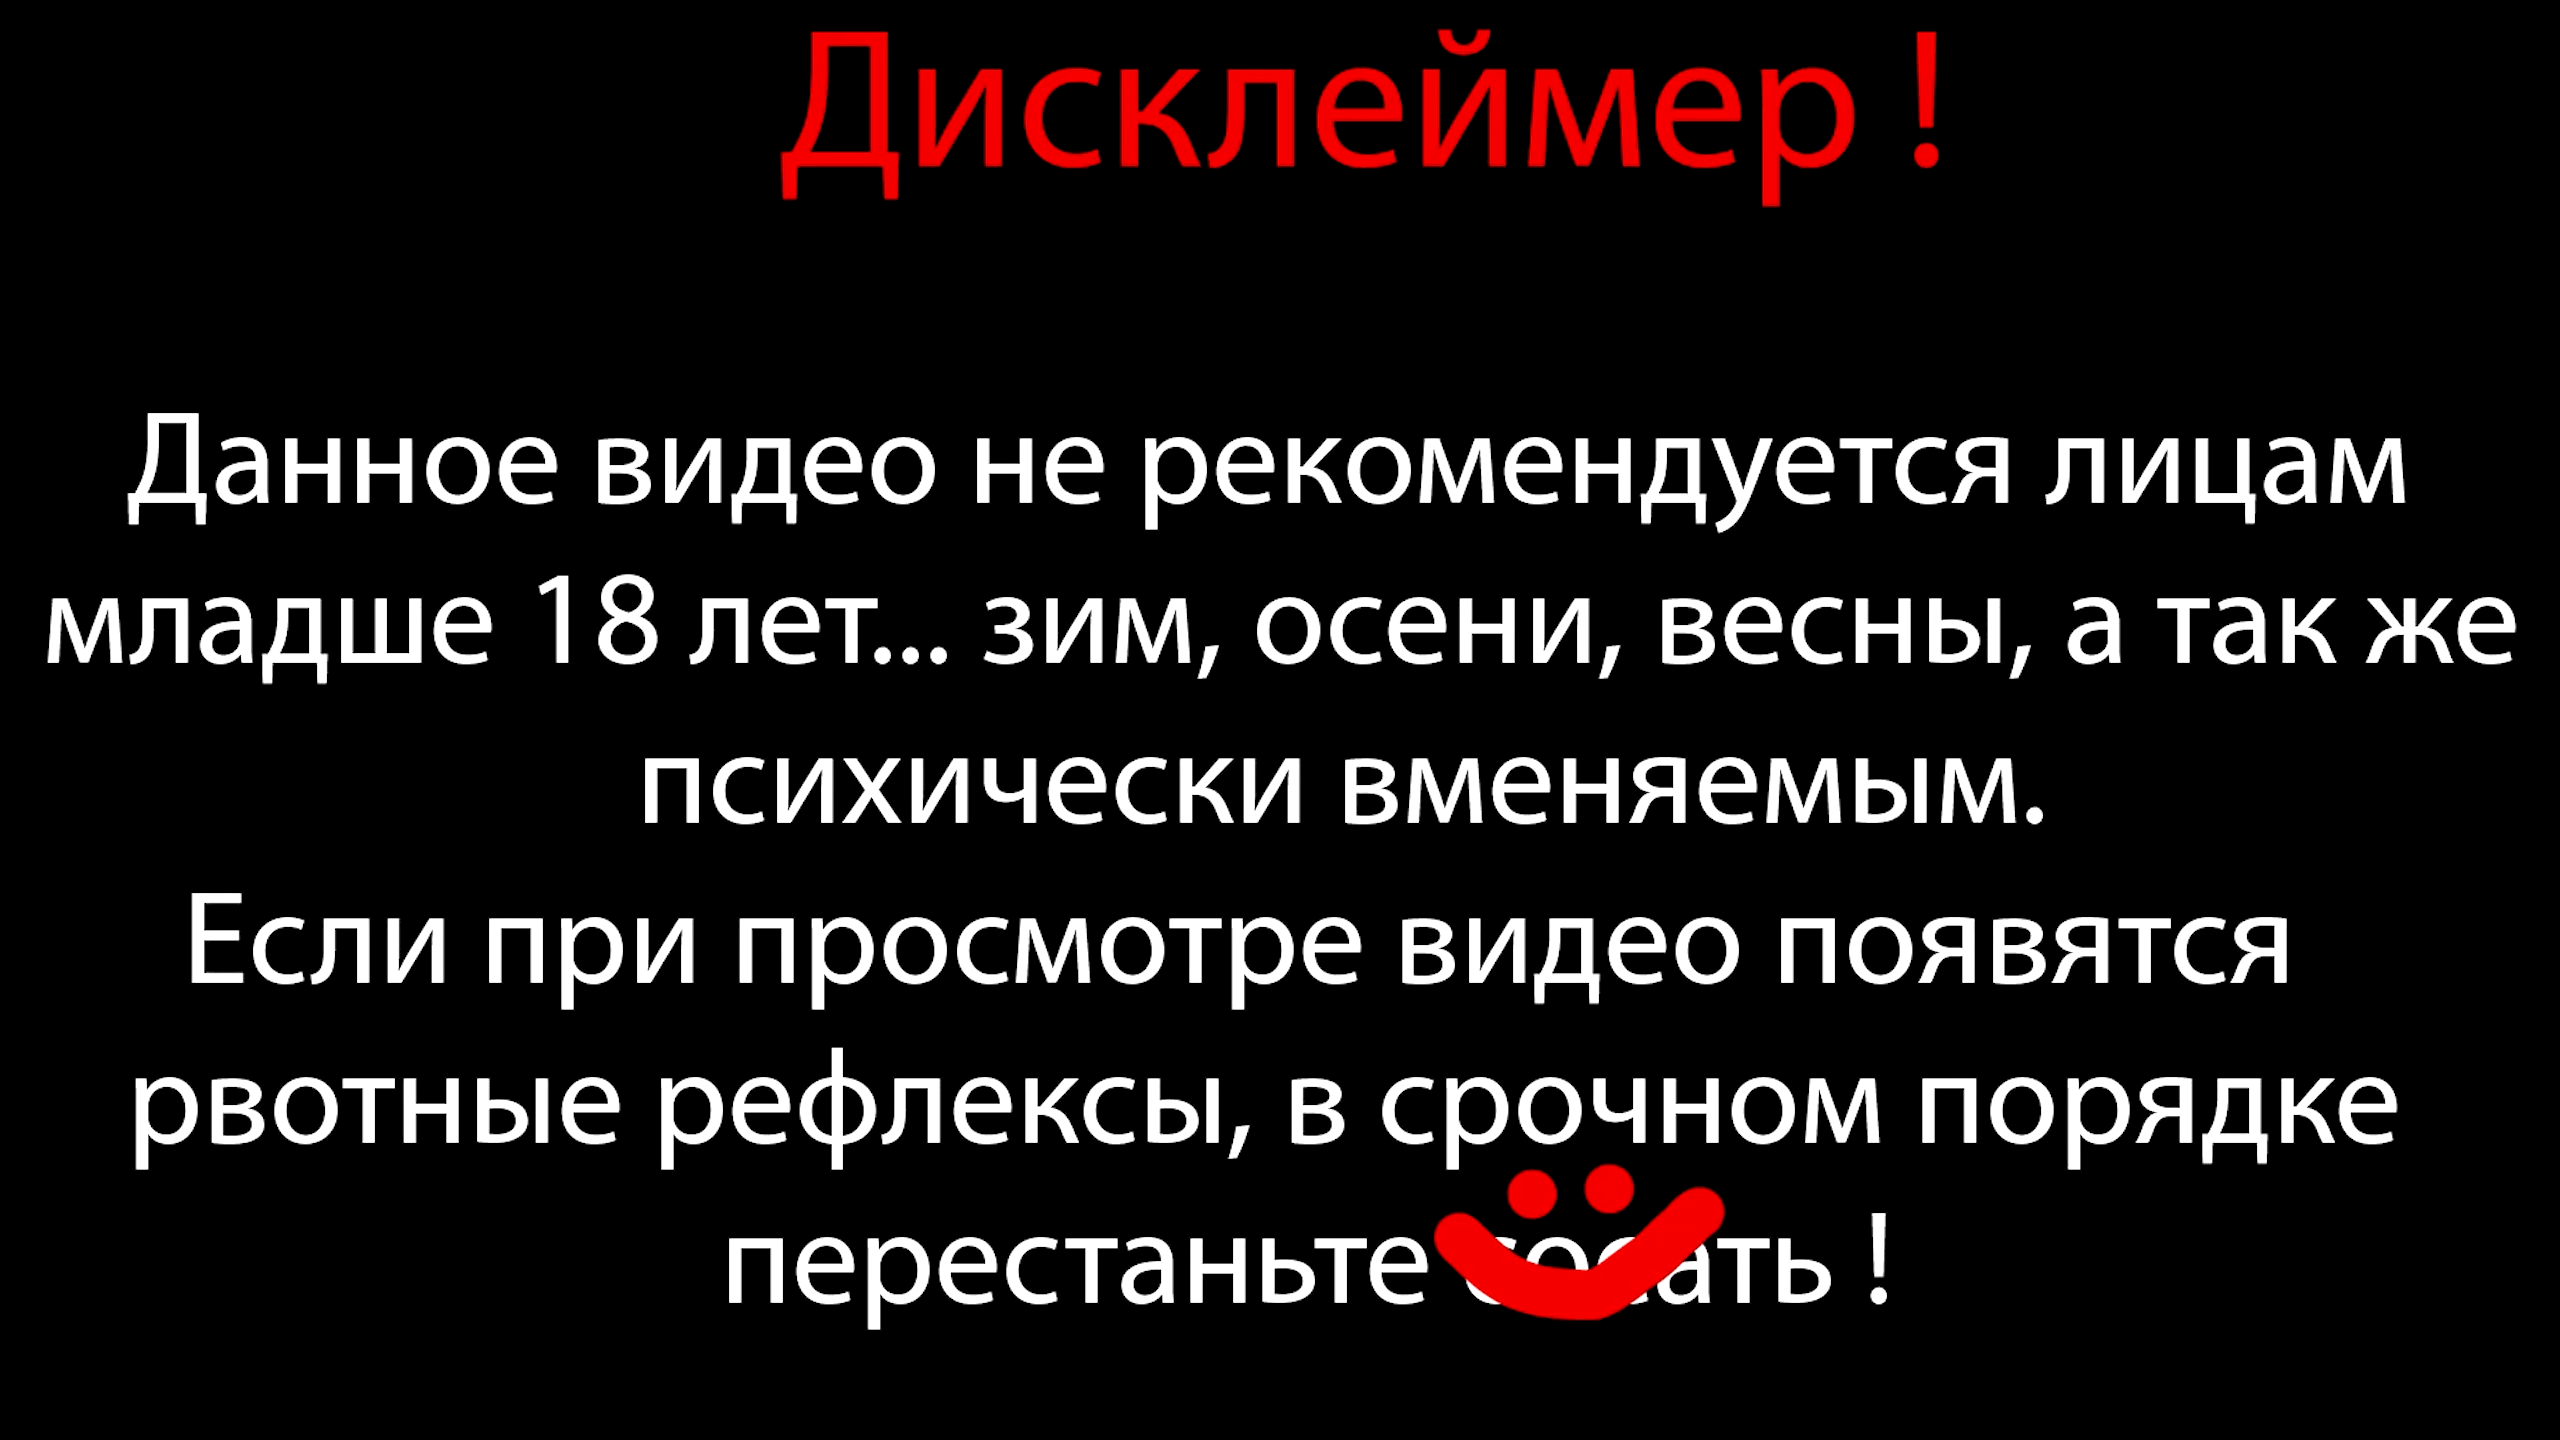 Дисклеймер !
Данное видео не рекомендуется лицам
младше 18 лет... зим, осени, весны, а так же
психически вменяемым.
Если при просмотре видео появятся
рвотные рефлексы, в срочном порядке
перестаньте сосать !